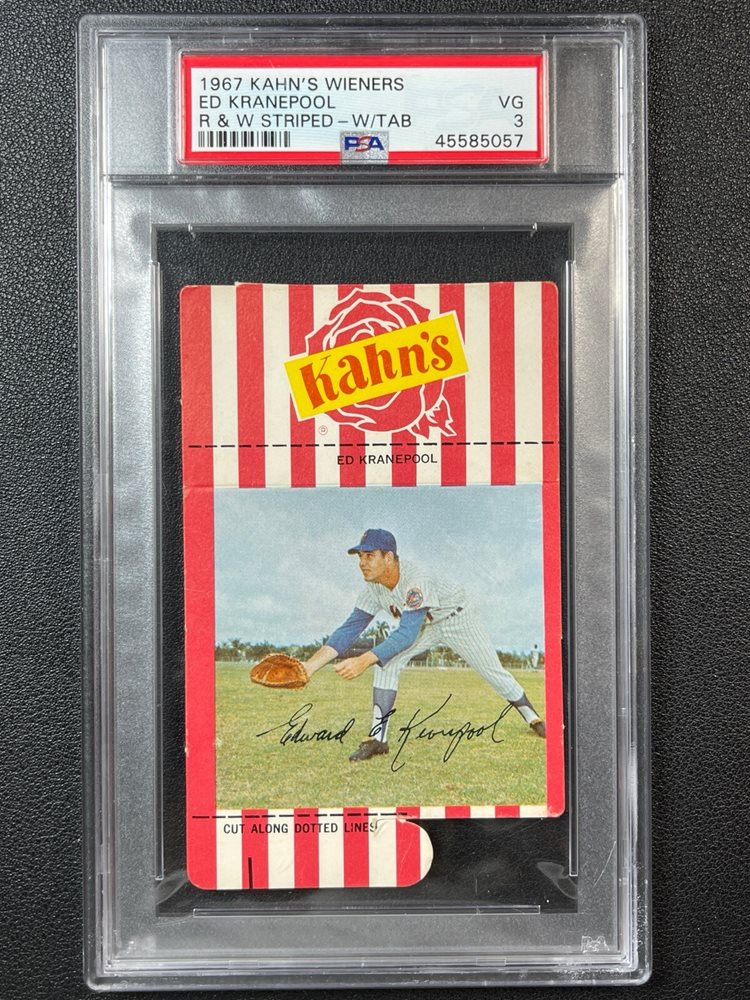 1967 KAHN'S WIENERS
ED KRANEPOOL VG
R & W STRIPED - W/TAB 3
PSA 45585057
Kahn's
ED KRANEPOOL
Edward E Kranepool
CUT ALONG DOTTED LINES